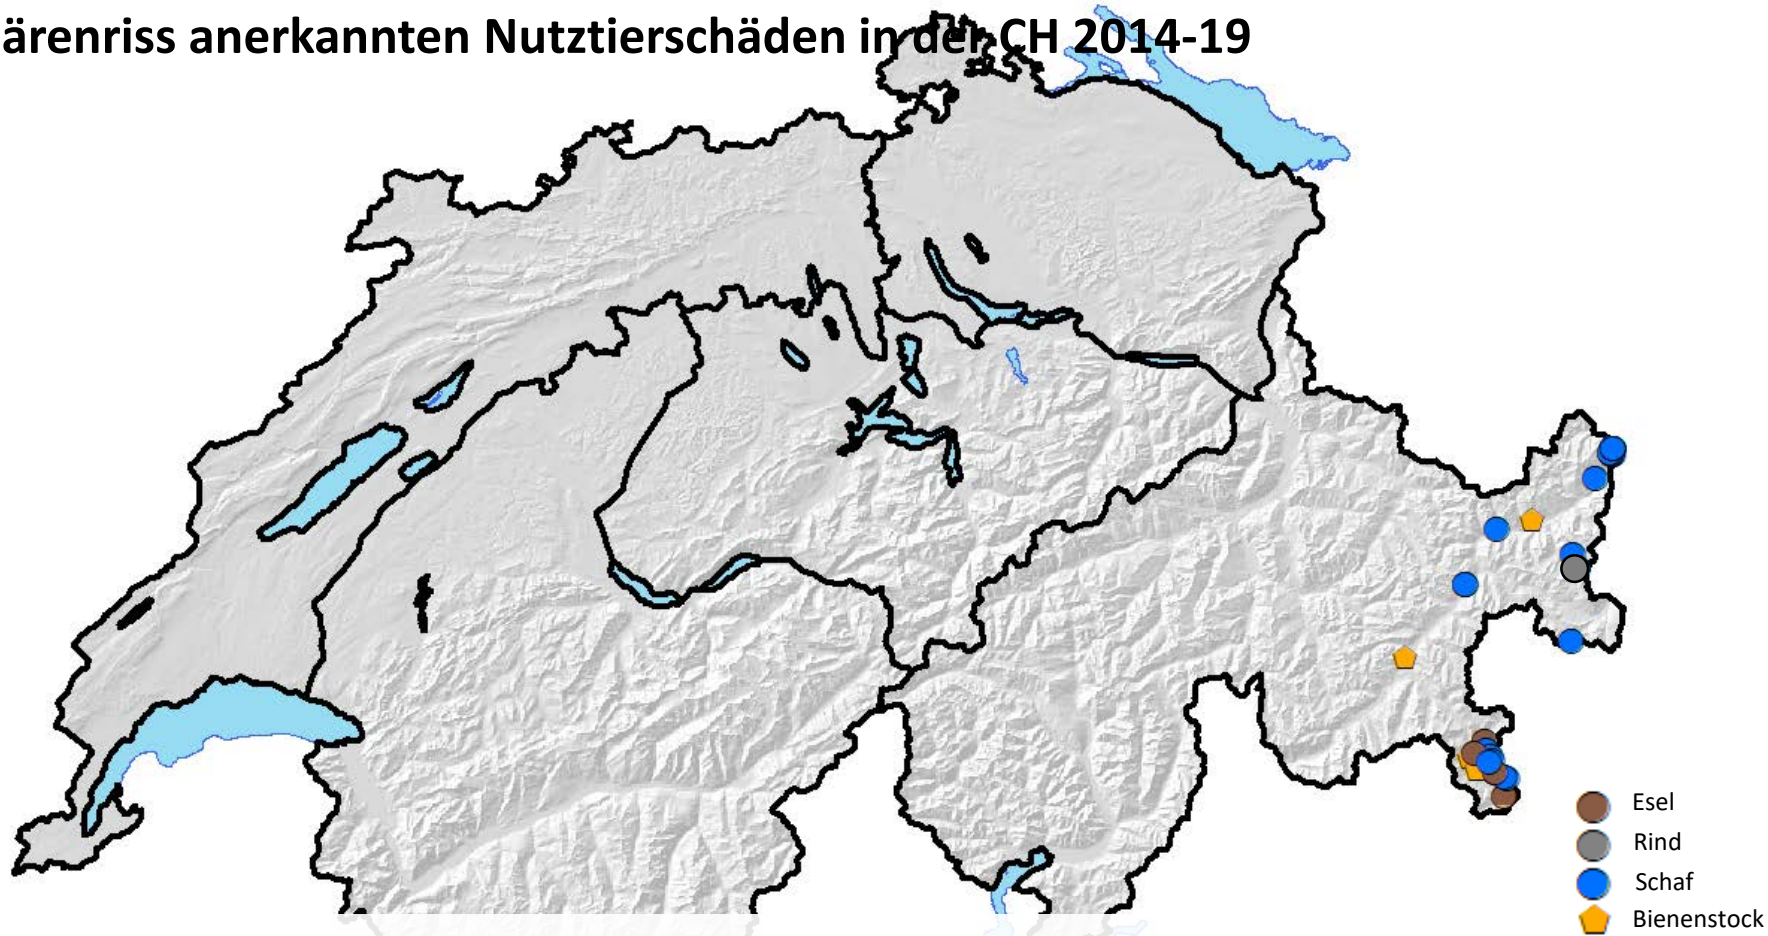 ärenriss anerkannten Nutztierschäden in der CH 2014-19
Esel
Rind
Schaf
Bienenstock